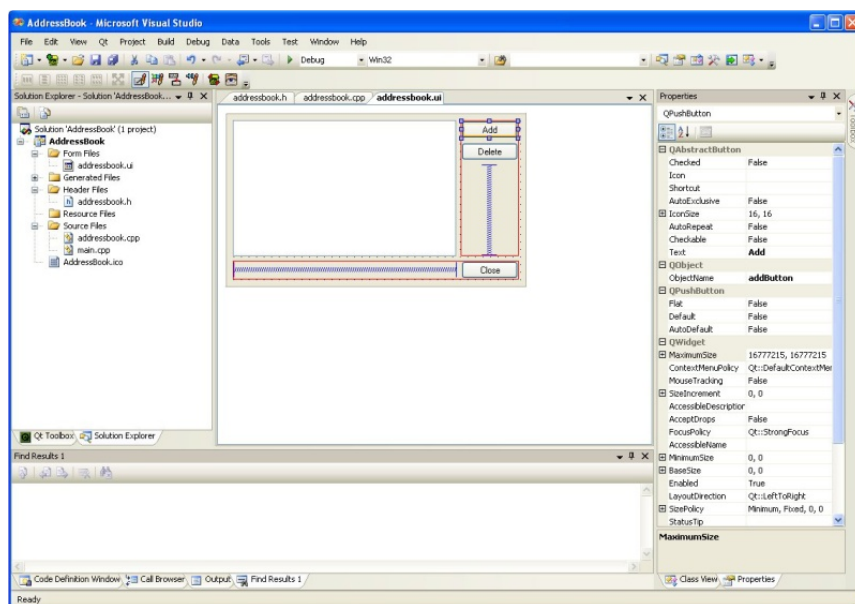 AddressBook - Microsoft Visual Studio
File Edit View Qt Project Build Debug Data Tools Test Window Help
Debug Win32
Solution Explorer - Solution 'AddressBook...
Solution 'AddressBook' (1 project)
AddressBook
Form Files
addressbook.ui
Generated Files
Header Files
addressbook.h
Resource Files
Source Files
addressbook.cpp
main.cpp
AddressBook.ico
Qt Toolbox Solution Explorer
addressbook.h addressbook.cpp addressbook.ui
Add
Delete
Close
Properties
QPushButton
QAbstractButton
Checked False
Icon
Shortcut
AutoExclusive False
IconSize 16, 16
AutoRepeat False
Checkable False
Text Add
QObject
ObjectName addButton
QPushButton
Flat False
Default False
AutoDefault False
QWidget
MaximumSize 16777215, 16777215
ContextMenuPolicy Qt::DefaultContextMer
MouseTracking False
SizeIncrement 0, 0
AccessibleDescription
AcceptDrops False
FocusPolicy Qt::StrongFocus
AccessibleName
MinimumSize 0, 0
BaseSize 0, 0
Enabled True
LayoutDirection Qt::LeftToRight
SizePolicy Minimum, Fixed, 0, 0
StatusTip
MaximumSize
Class View Properties
Toolbox
Find Results 1
Code Definition Window Call Browser Output Find Results 1
Ready